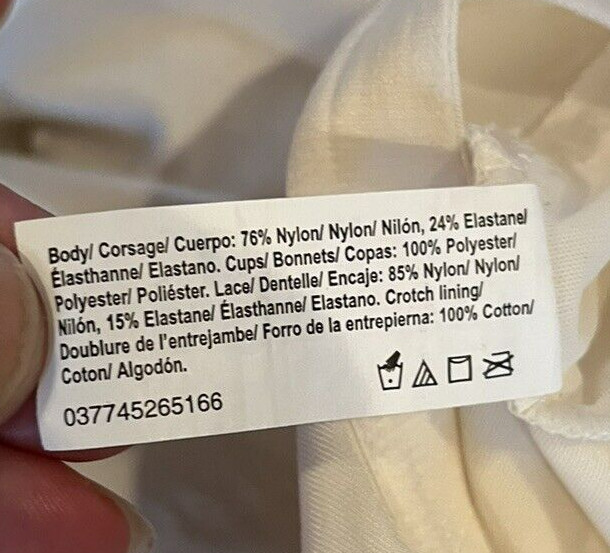 Body/ Corsage/ Cuerpo: 76% Nylon/ Nylon/ Nilón, 24% Elastane/
Élasthanne/ Elastano. Cups/ Bonnets/ Copas: 100% Polyester/
Polyester/ Poliéster. Lace/ Dentelle/ Encaje: 85% Nylon/ Nylon/
Nilón, 15% Elastane/ Élasthanne/ Elastano. Crotch lining/
Doublure de l'entrejambe/ Forro de la entrepierna: 100% Cotton/
Coton/ Algodón.
037745265166